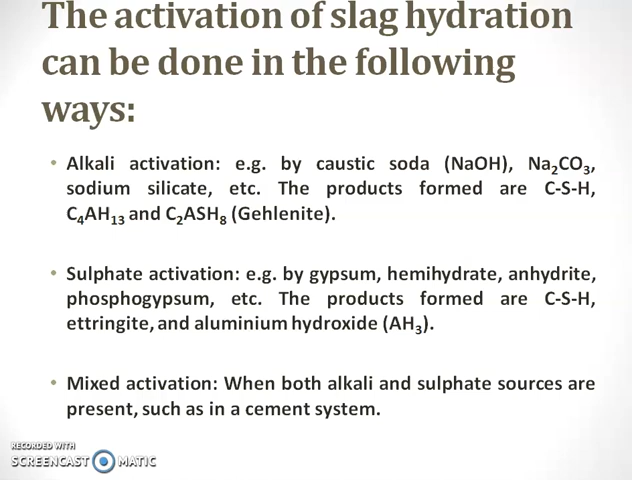 The activation of slag hydration
can be done in the following
ways:
• Alkali activation: e.g. by caustic soda (NaOH), Na₂CO₃,
sodium silicate, etc. The products formed are C-S-H,
C₄AH₁₃ and C₂ASH₈ (Gehlenite).
• Sulphate activation: e.g. by gypsum, hemihydrate, anhydrite,
phosphogypsum, etc. The products formed are C-S-H,
ettringite, and aluminium hydroxide (AH₃).
• Mixed activation: When both alkali and sulphate sources are
present, such as in a cement system.
RECORDED WITH
SCREENCAST MATIC